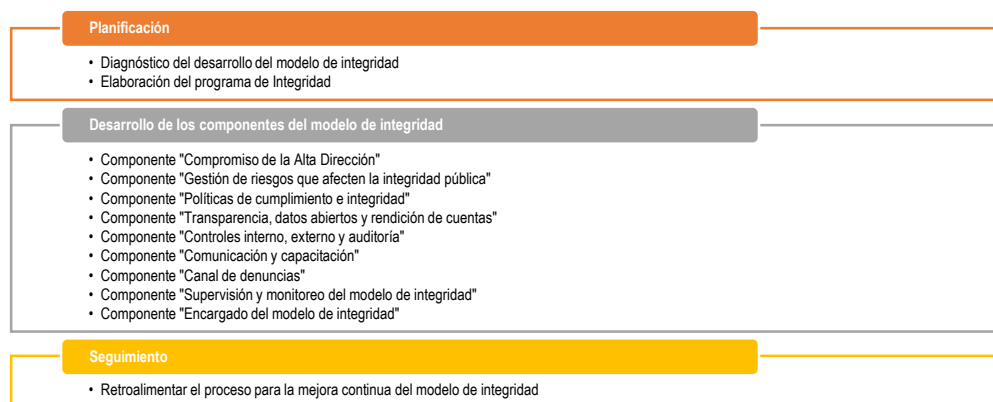 Planificación
• Diagnóstico del desarrollo del modelo de integridad
• Elaboración del programa de Integridad
Desarrollo de los componentes del modelo de integridad
• Componente "Compromiso de la Alta Dirección"
• Componente "Gestión de riesgos que afecten la integridad pública"
• Componente "Políticas de cumplimiento e integridad"
• Componente "Transparencia, datos abiertos y rendición de cuentas"
• Componente "Controles interno, externo y auditoría"
• Componente "Comunicación y capacitación"
• Componente "Canal de denuncias"
• Componente "Supervisión y monitoreo del modelo de integridad"
• Componente "Encargado del modelo de integridad"
Seguimiento
• Retroalimentar el proceso para la mejora continua del modelo de integridad